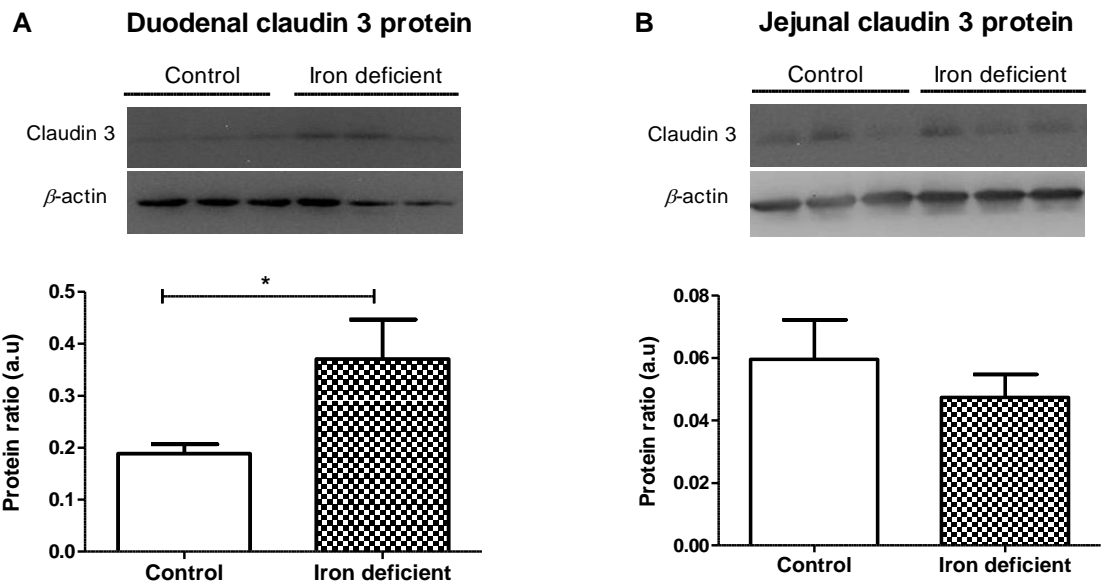 A Duodenal claudin 3 protein
Control Iron deficient
Claudin 3
β-actin
*
0.5
0.4
0.3
0.2
0.1
0.0
Protein ratio (a.u)
Control Iron deficient
B Jejunal claudin 3 protein
Control Iron deficient
Claudin 3
β-actin
0.08
0.06
0.04
0.02
0.00
Protein ratio (a.u)
Control Iron deficient